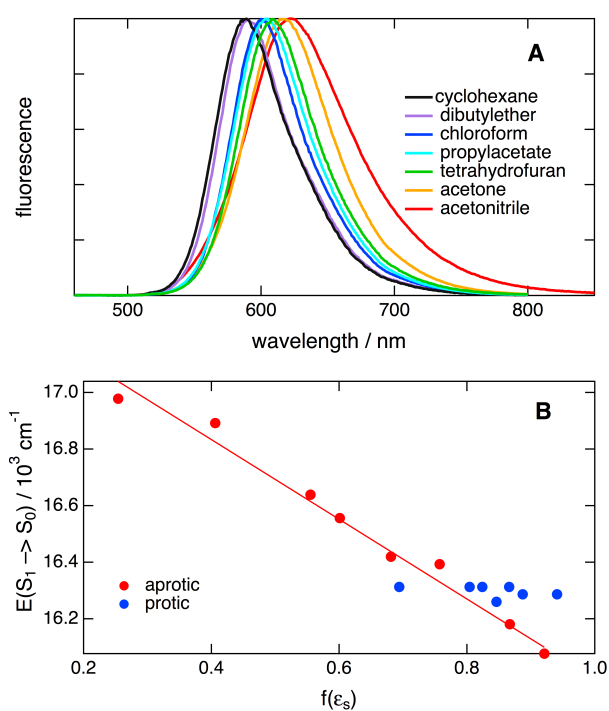 A
fluorescence
cyclohexane
dibutylether
chloroform
propylacetate
tetrahydrofuran
acetone
acetonitrile
500
600
700
800
wavelength / nm
B
E(S₁ –> S₀) / 10³ cm⁻¹
17.0
16.8
16.6
16.4
16.2
aprotic
protic
0.2
0.4
0.6
0.8
1.0
f(εₛ)